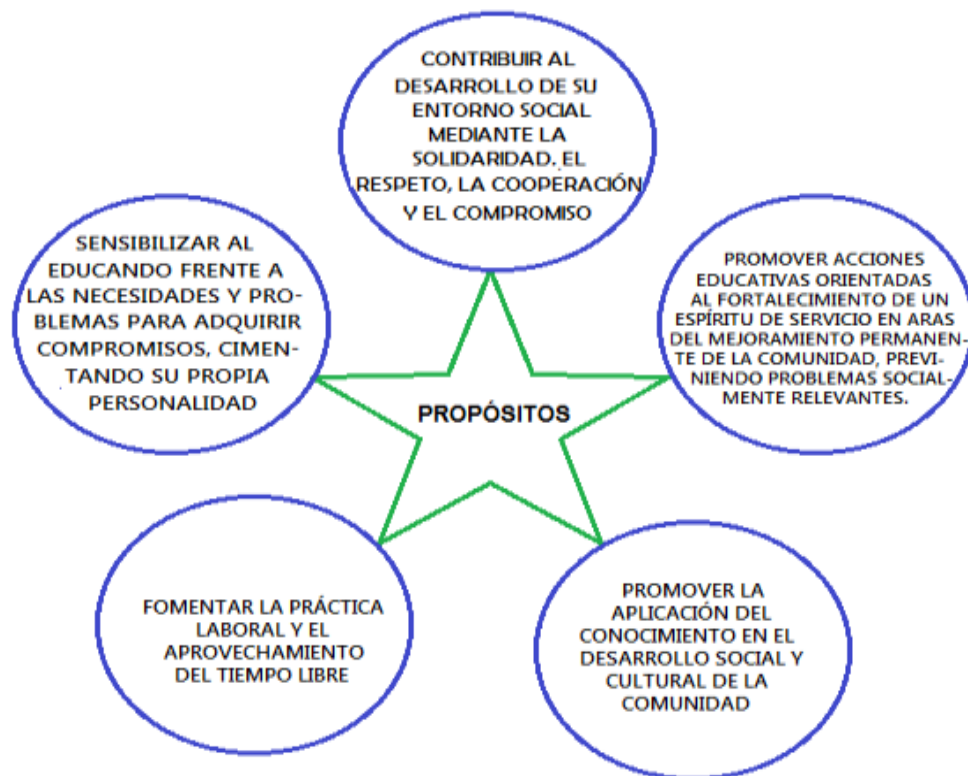 CONTRIBUIR AL
DESARROLLO DE SU
ENTORNO SOCIAL
MEDIANTE LA
SOLIDARIDAD. EL
RESPETO, LA COOPERACIÓN
Y EL COMPROMISO
SENSIBILIZAR AL
EDUCANDO FRENTE A
LAS NECESIDADES Y PRO-
BLEMAS PARA ADQUIRIR
COMPROMISOS, CIMEN-
TANDO SU PROPIA
PERSONALIDAD
PROMOVER ACCIONES
EDUCATIVAS ORIENTADAS
AL FORTALECIMIENTO DE UN
ESPÍRITU DE SERVICIO EN ARAS
DEL MEJORAMIENTO PERMANEN-
TE DE LA COMUNIDAD, PREVI-
NIENDO PROBLEMAS SOCIAL-
MENTE RELEVANTES.
PROPÓSITOS
FOMENTAR LA PRÁCTICA
LABORAL Y EL
APROVECHAMIENTO
DEL TIEMPO LIBRE
PROMOVER LA
APLICACIÓN DEL
CONOCIMIENTO EN EL
DESARROLLO SOCIAL Y
CULTURAL DE LA
COMUNIDAD